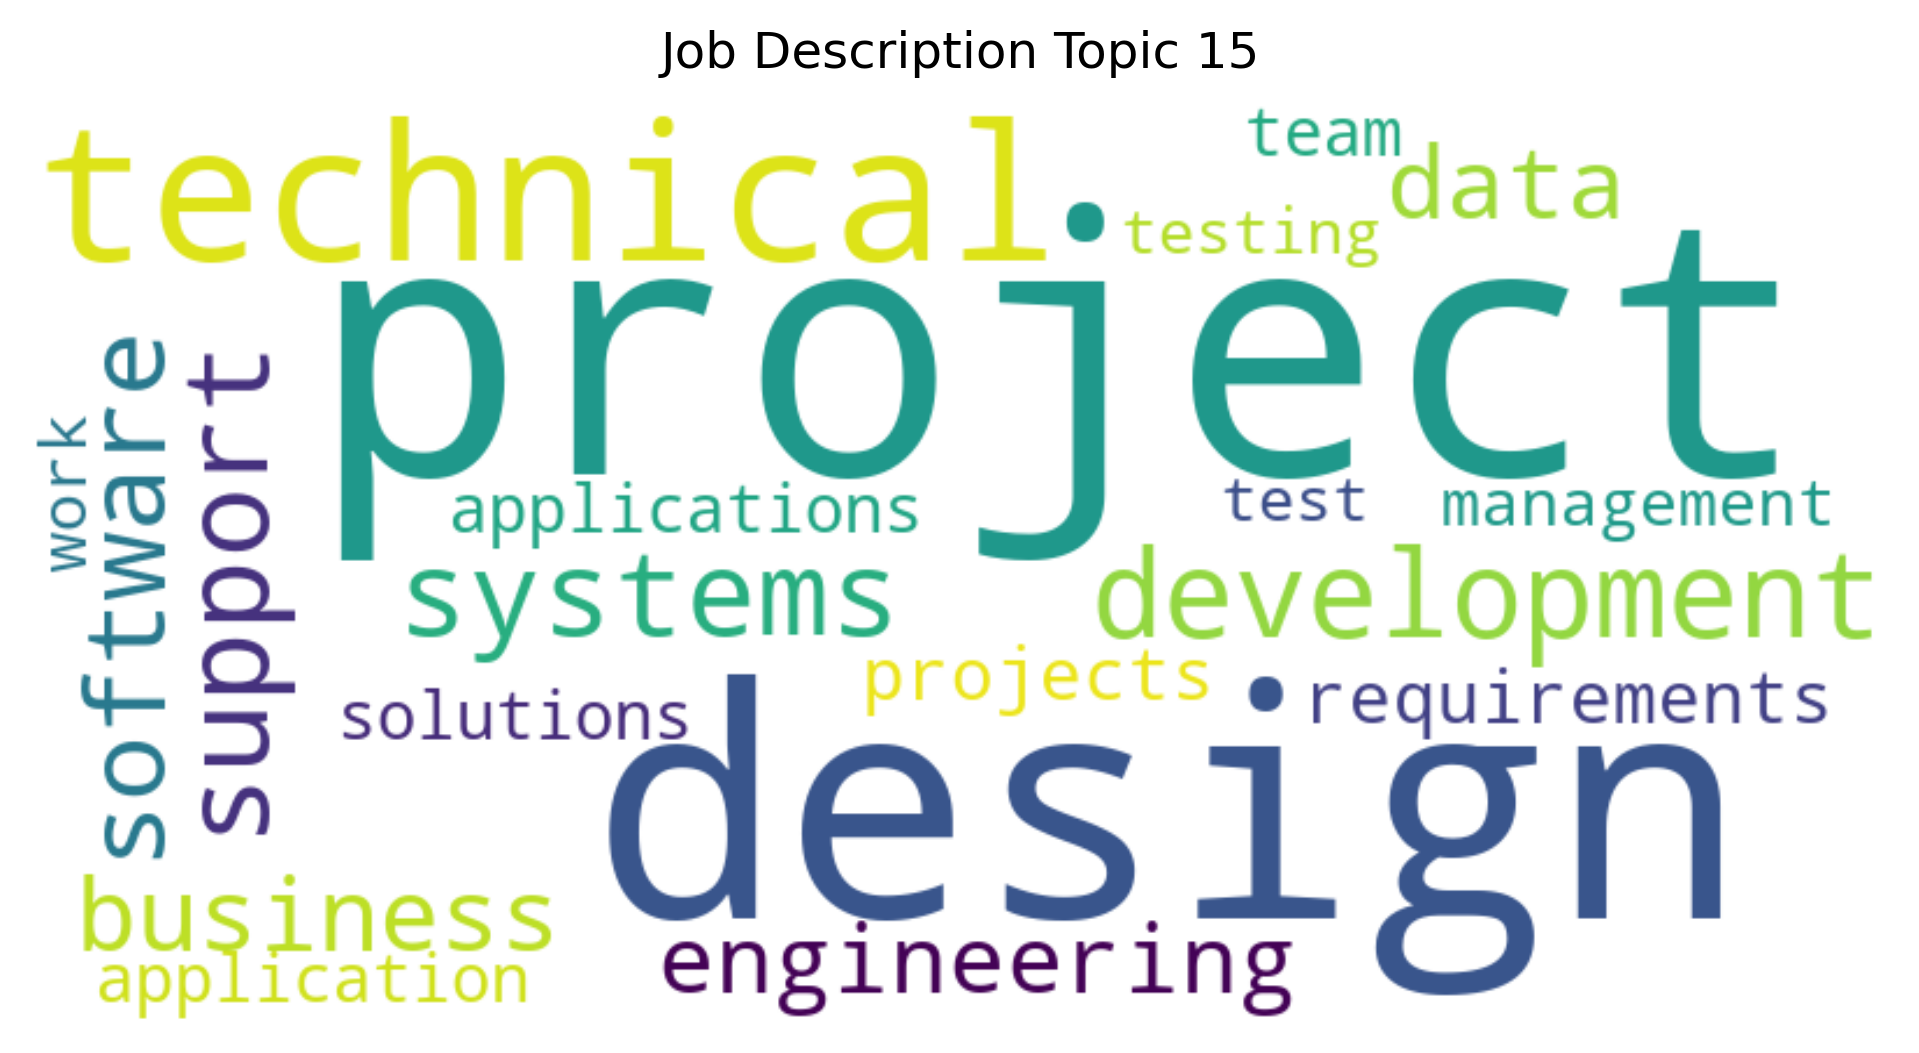 Job Description Topic 15
technical
team
data
testing
project
software
support
work
applications
test
management
systems
development
projects
requirements
solutions
design
business
application
engineering